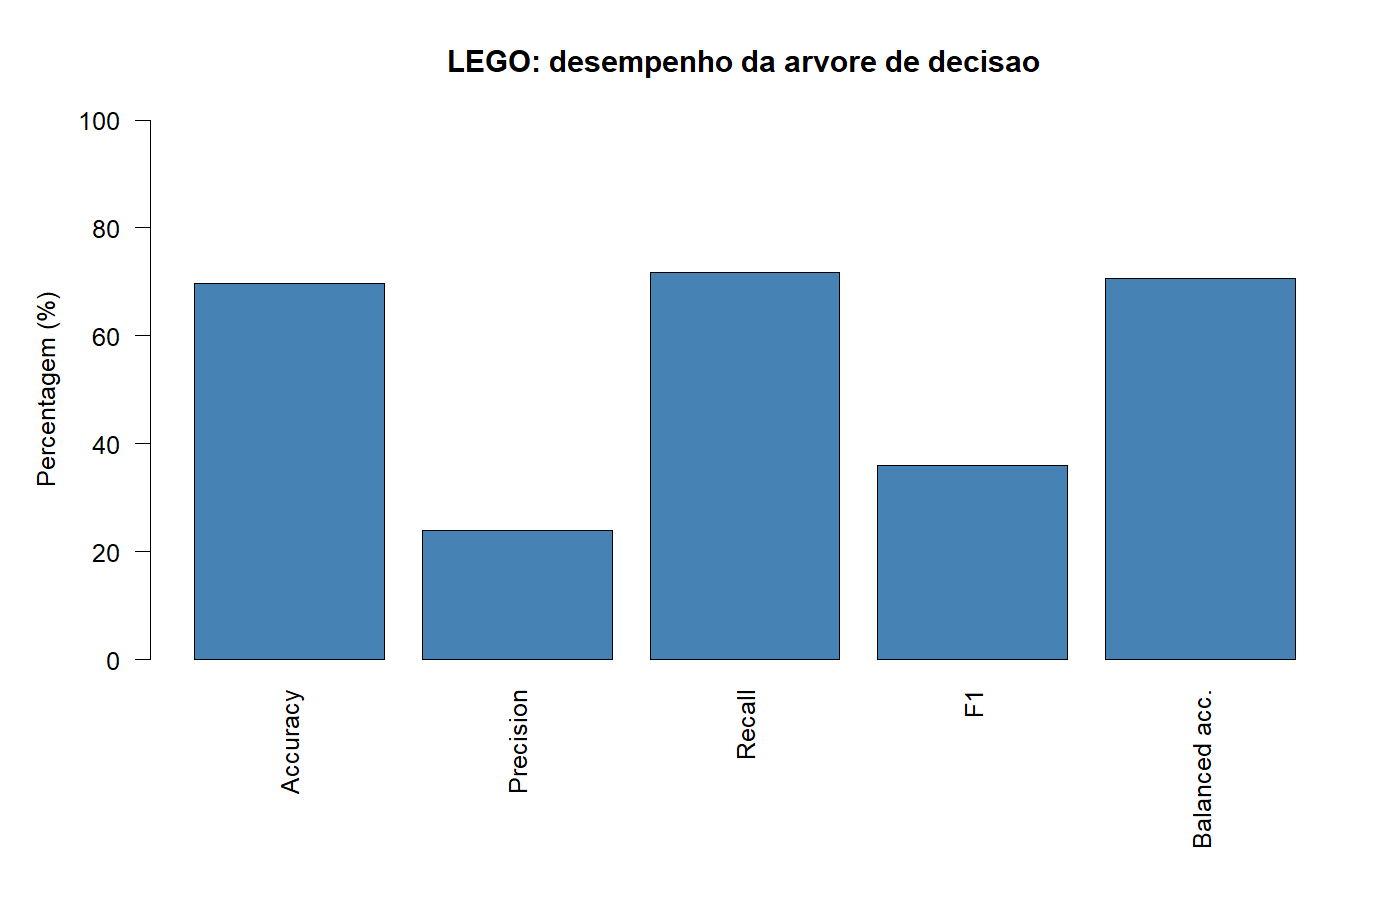 LEGO: desempenho da arvore de decisao
Percentagem (%)
100
80
60
40
20
0
Accuracy
Precision
Recall
F1
Balanced acc.